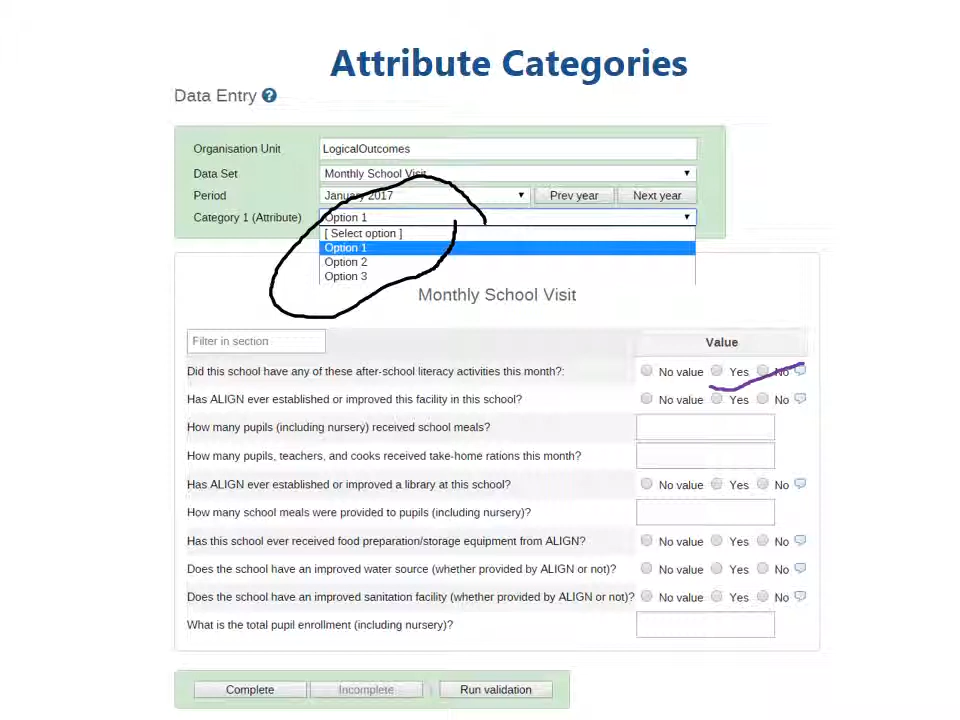 Attribute Categories
Data Entry ?
Organisation Unit LogicalOutcomes
Data Set Monthly School Visit
Period January 2017 Prev year Next year
Category 1 (Attribute) Option 1
[ Select option ]
Option 1
Option 2
Option 3
Monthly School Visit
Filter in section Value
Did this school have any of these after-school literacy activities this month?: No value Yes No
Has ALIGN ever established or improved this facility in this school? No value Yes No
How many pupils (including nursery) received school meals?
How many pupils, teachers, and cooks received take-home rations this month?
Has ALIGN ever established or improved a library at this school? No value Yes No
How many school meals were provided to pupils (including nursery)?
Has this school ever received food preparation/storage equipment from ALIGN? No value Yes No
Does the school have an improved water source (whether provided by ALIGN or not)? No value Yes No
Does the school have an improved sanitation facility (whether provided by ALIGN or not)? No value Yes No
What is the total pupil enrollment (including nursery)?
Complete Incomplete Run validation